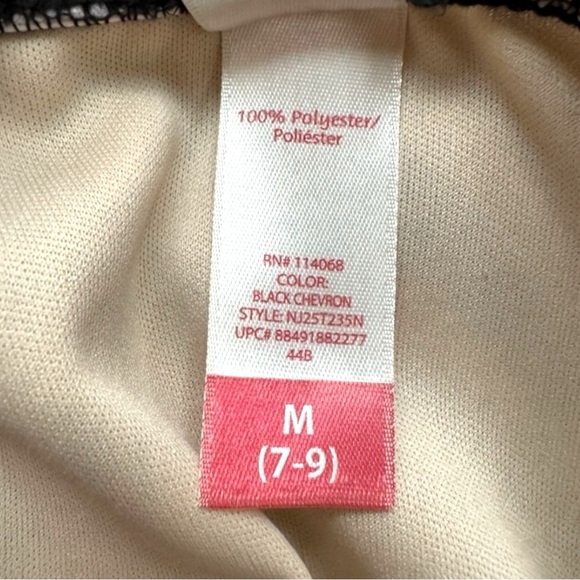 100% Polyester/
Poliéster
RN# 114068
COLOR:
BLACK CHEVRON
STYLE: NJ25T235N
UPC# 88491882277
44B
M
(7-9)